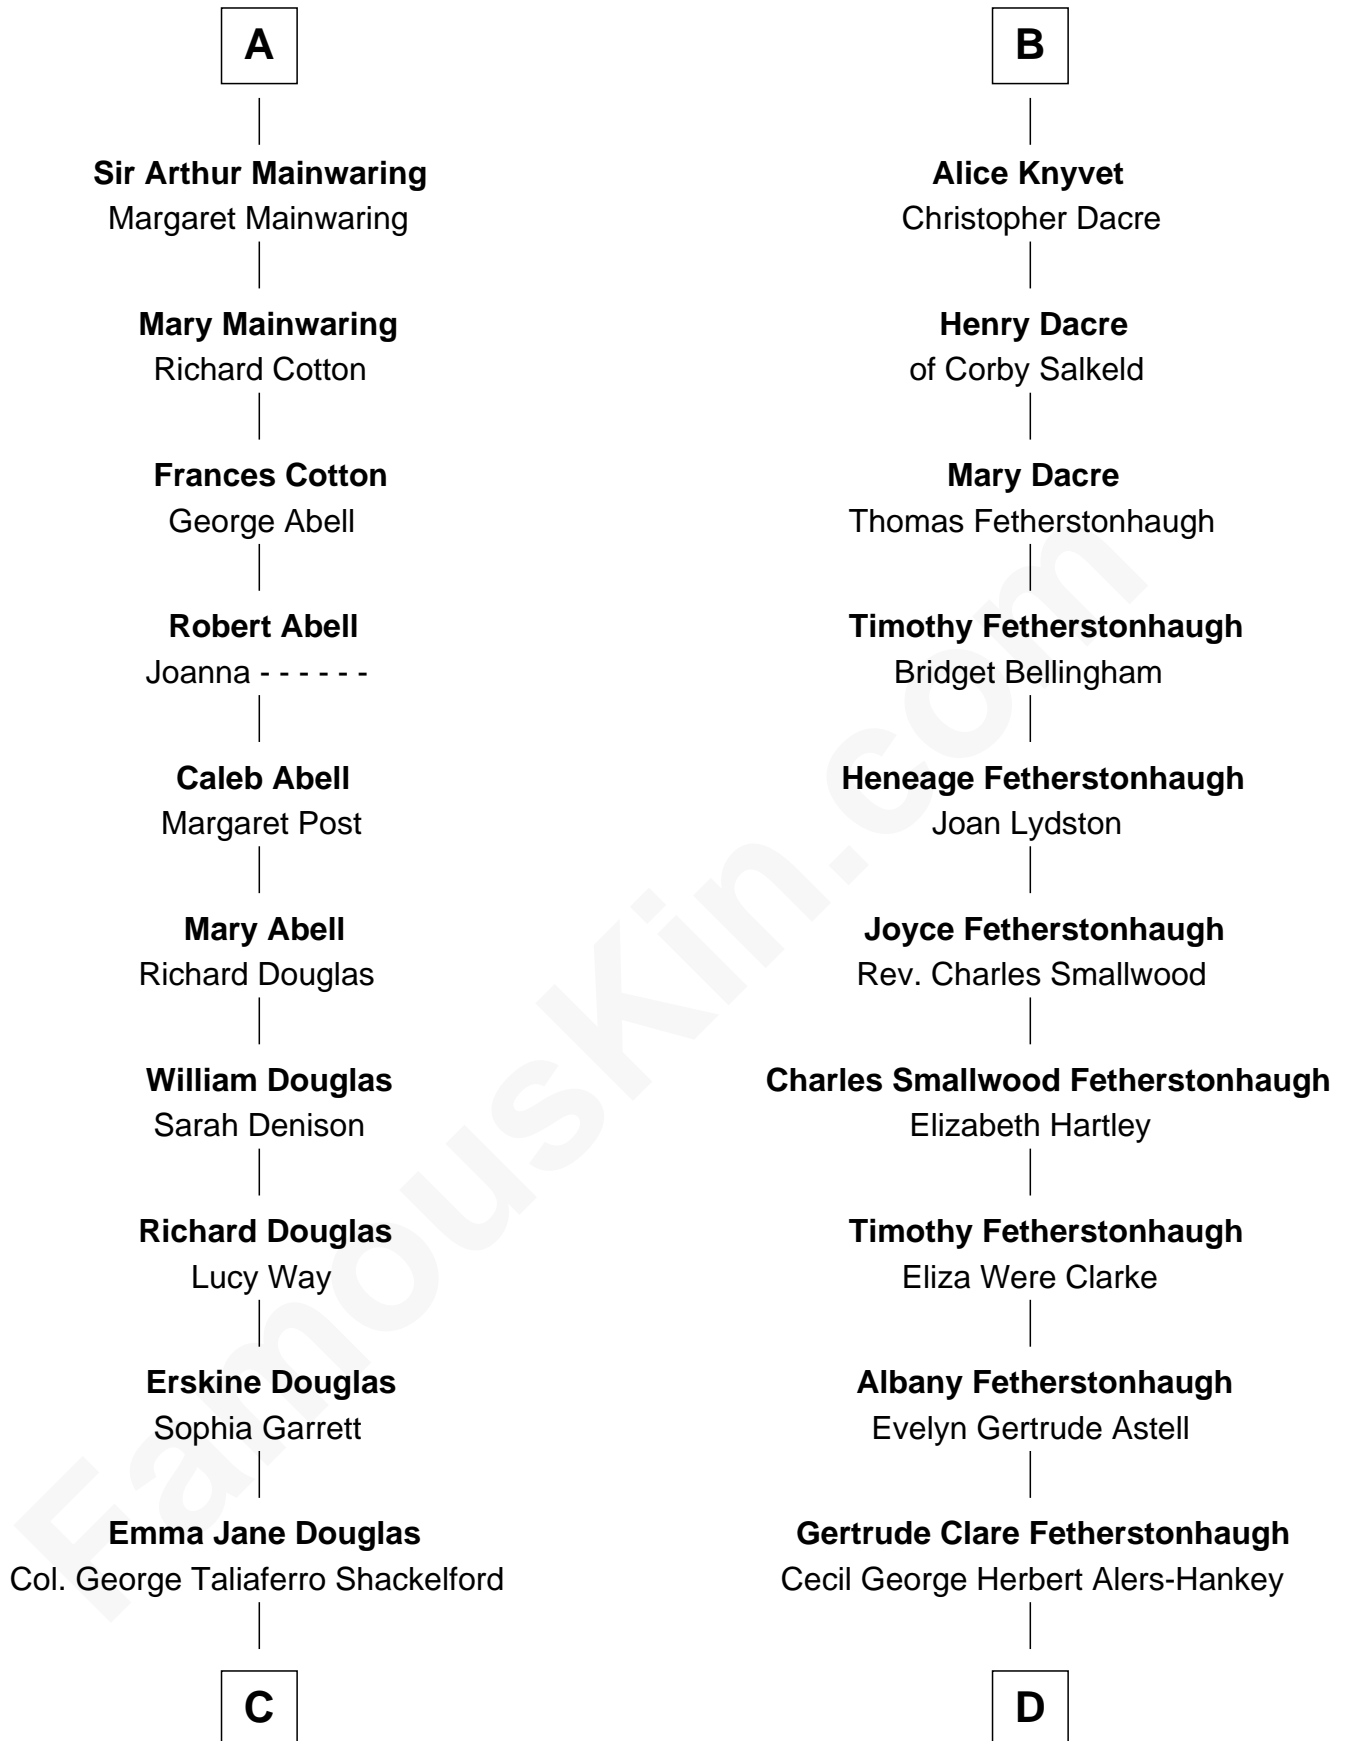 A
Sir Arthur Mainwaring
Margaret Mainwaring
Mary Mainwaring
Richard Cotton
Frances Cotton
George Abell
Robert Abell
Joanna - - - - - -
Caleb Abell
Margaret Post
Mary Abell
Richard Douglas
William Douglas
Sarah Denison
Richard Douglas
Lucy Way
Erskine Douglas
Sophia Garrett
Emma Jane Douglas
Col. George Taliaferro Shackelford
C
B
Alice Knyvet
Christopher Dacre
Henry Dacre
of Corby Salkeld
Mary Dacre
Thomas Fetherstonhaugh
Timothy Fetherstonhaugh
Bridget Bellingham
Heneage Fetherstonhaugh
Joan Lydston
Joyce Fetherstonhaugh
Rev. Charles Smallwood
Charles Smallwood Fetherstonhaugh
Elizabeth Hartley
Timothy Fetherstonhaugh
Eliza Were Clarke
Albany Fetherstonhaugh
Evelyn Gertrude Astell
Gertrude Clare Fetherstonhaugh
Cecil George Herbert Alers-Hankey
D
FamousKin.com